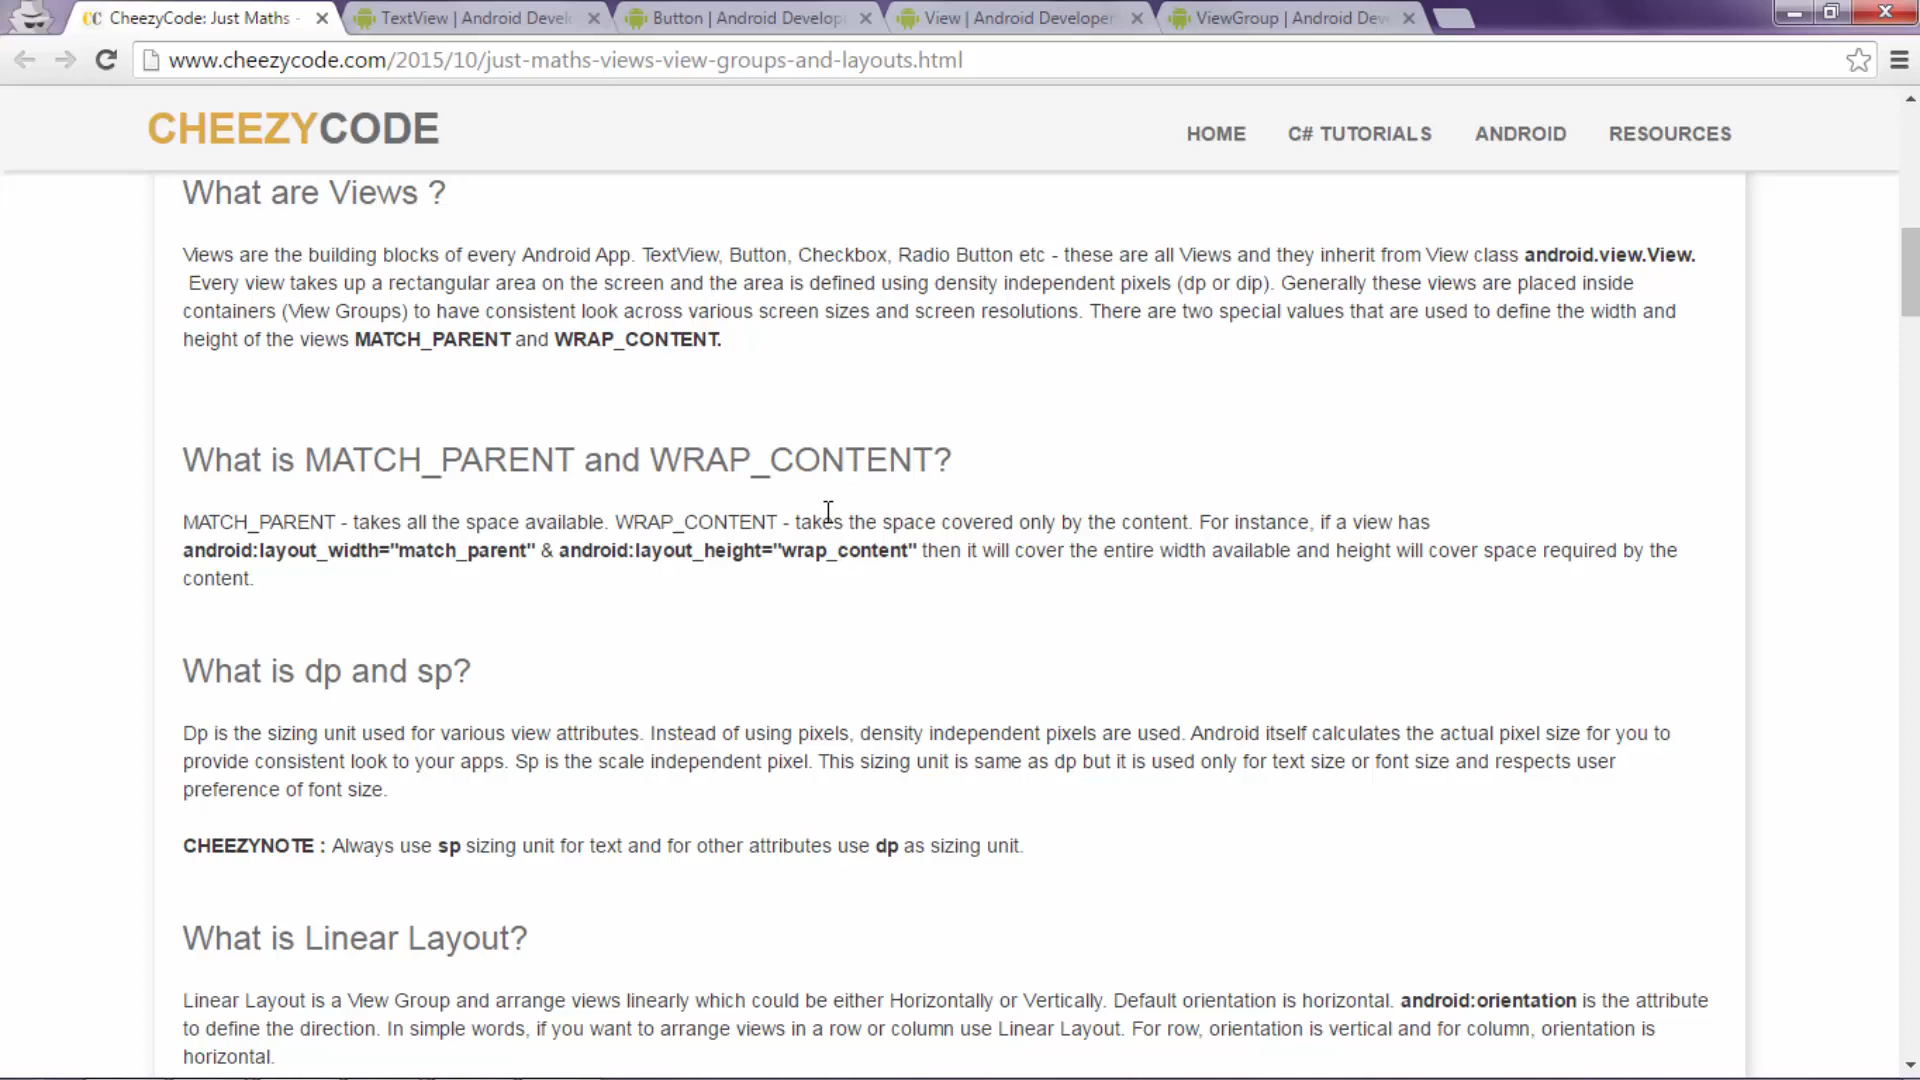 CheezyCode: Just Maths -
TextView | Android Devel
Button | Android Develop
View | Android Developer
ViewGroup | Android Dev
www.cheezycode.com/2015/10/just-maths-views-view-groups-and-layouts.html
CHEEZYCODE
HOME
C# TUTORIALS
ANDROID
RESOURCES
What are Views ?
Views are the building blocks of every Android App. TextView, Button, Checkbox, Radio Button etc - these are all Views and they inherit from View class android.view.View.
Every view takes up a rectangular area on the screen and the area is defined using density independent pixels (dp or dip). Generally these views are placed inside
containers (View Groups) to have consistent look across various screen sizes and screen resolutions. There are two special values that are used to define the width and
height of the views MATCH_PARENT and WRAP_CONTENT.
What is MATCH_PARENT and WRAP_CONTENT?
MATCH_PARENT - takes all the space available. WRAP_CONTENT - takes the space covered only by the content. For instance, if a view has
android:layout_width="match_parent" & android:layout_height="wrap_content" then it will cover the entire width available and height will cover space required by the
content.
What is dp and sp?
Dp is the sizing unit used for various view attributes. Instead of using pixels, density independent pixels are used. Android itself calculates the actual pixel size for you to
provide consistent look to your apps. Sp is the scale independent pixel. This sizing unit is same as dp but it is used only for text size or font size and respects user
preference of font size.
CHEEZYNOTE : Always use sp sizing unit for text and for other attributes use dp as sizing unit.
What is Linear Layout?
Linear Layout is a View Group and arrange views linearly which could be either Horizontally or Vertically. Default orientation is horizontal. android:orientation is the attribute
to define the direction. In simple words, if you want to arrange views in a row or column use Linear Layout. For row, orientation is vertical and for column, orientation is
horizontal.